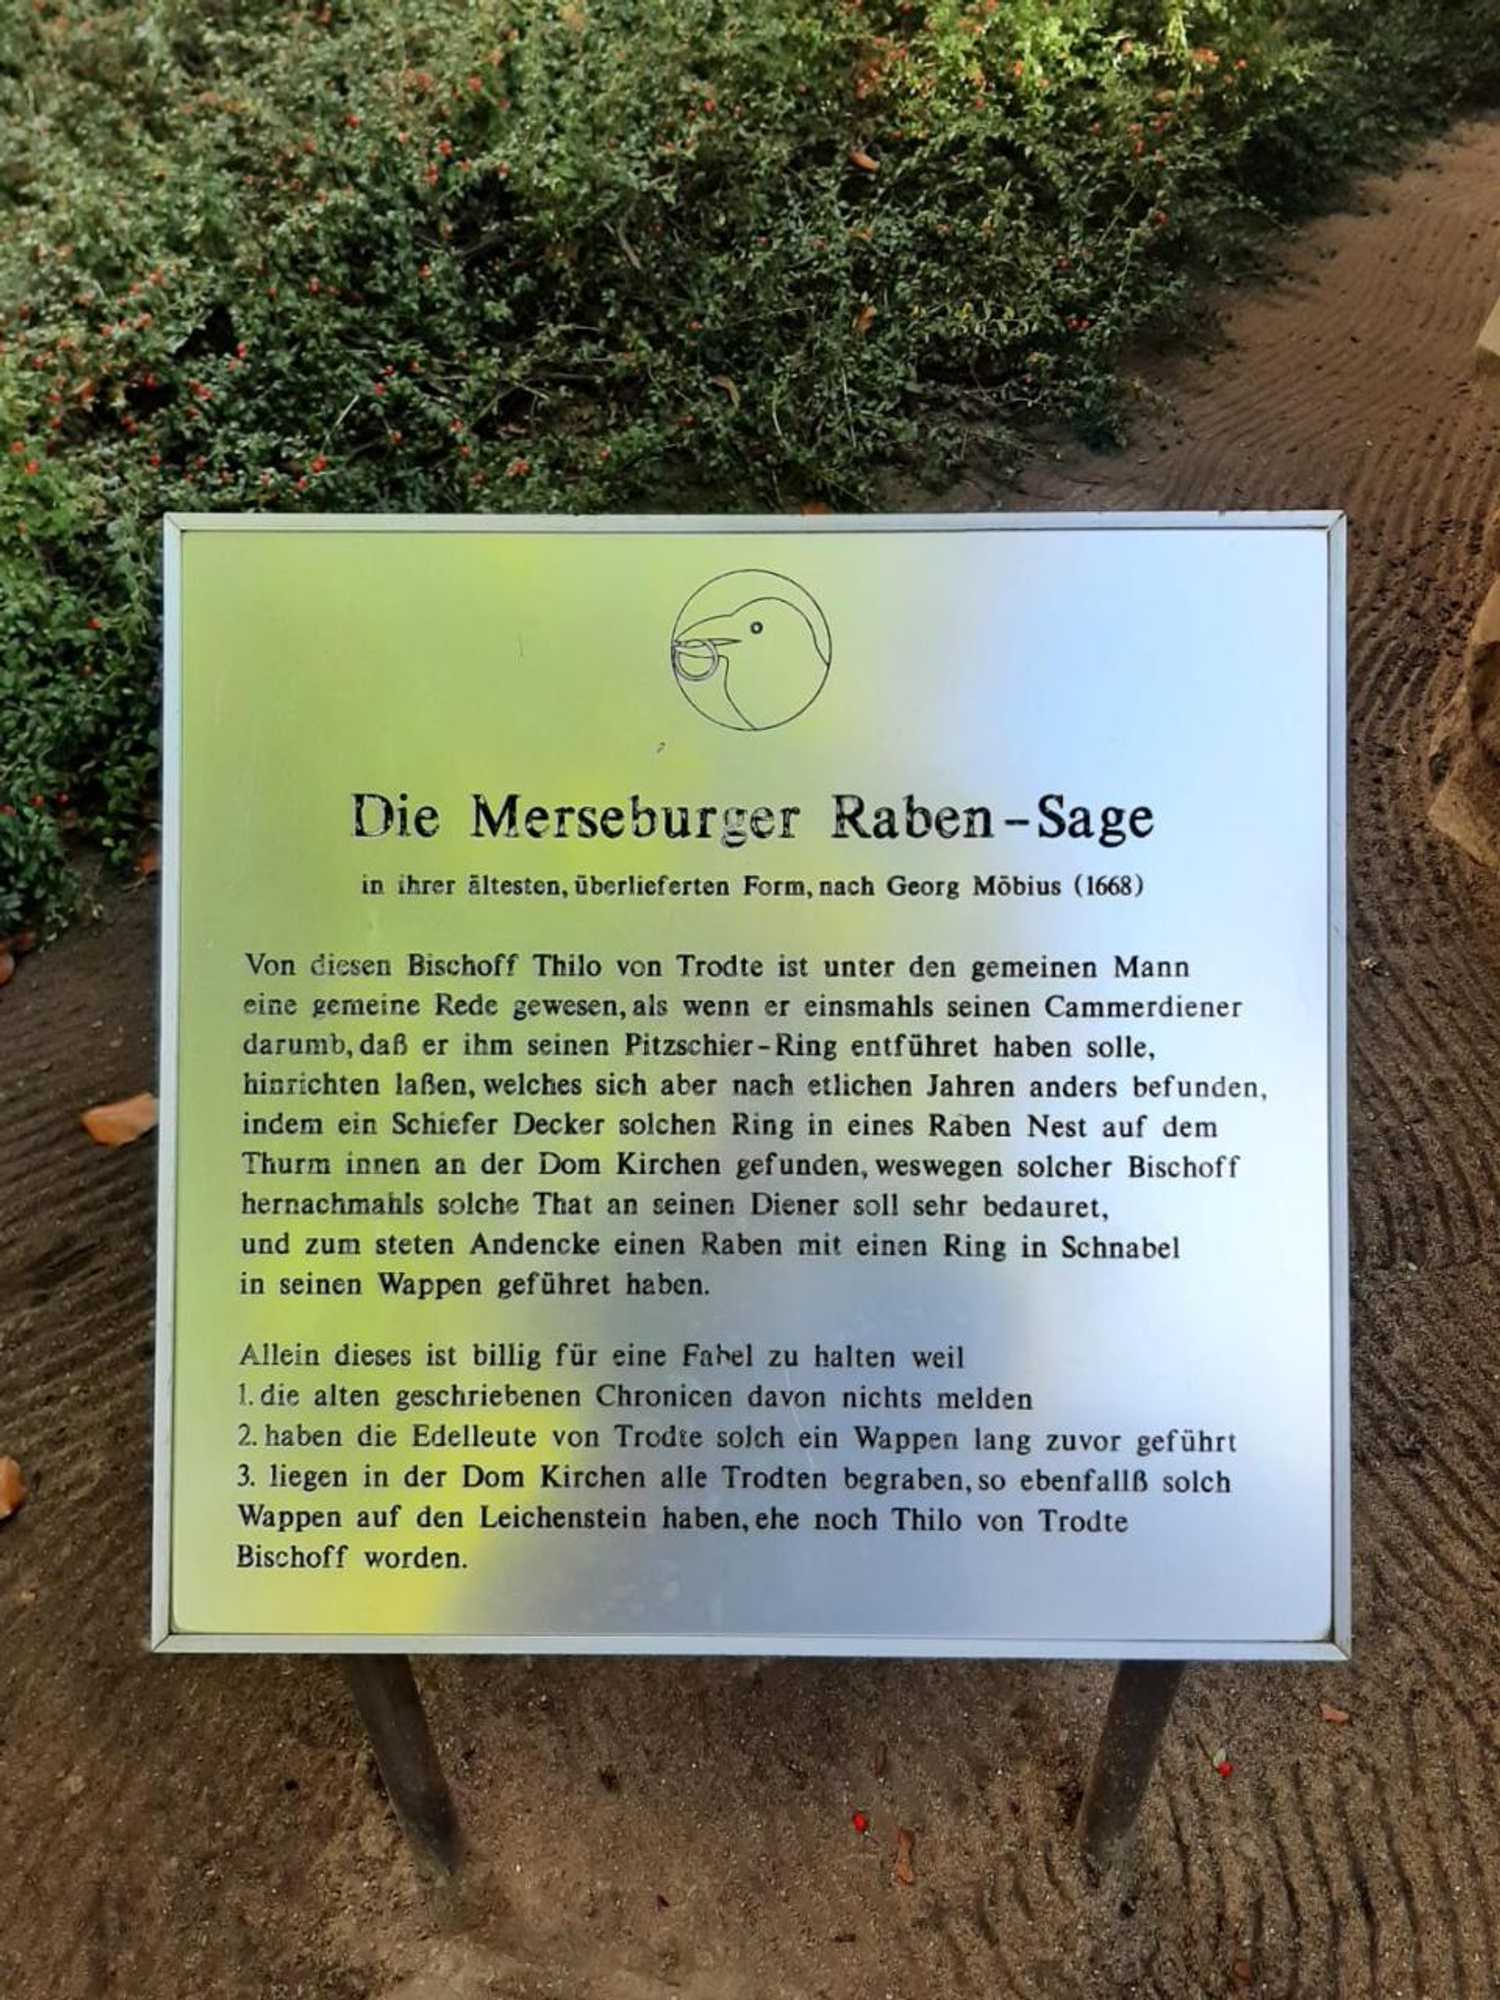 Die Merseburger Raben-Sage
in ihrer ältesten, überlieferten Form, nach Georg Möbius (1668)
Von diesen Bischoff Thilo von Trodte ist unter den gemeinen Mann
eine gemeine Rede gewesen, als wenn er einsmahls seinen Cammerdiener
darumb, daß er ihm seinen Pitzschier-Ring entführet haben solle,
hinrichten laßen, welches sich aber nach etlichen Jahren anders befunden,
indem ein Schiefer Decker solchen Ring in eines Raben Nest auf dem
Thurm innen an der Dom Kirchen gefunden, weswegen solcher Bischoff
hernachmahls solche That an seinen Diener soll sehr bedauret,
und zum steten Andencke einen Raben mit einen Ring in Schnabel
in seinen Wappen geführet haben.
Allein dieses ist billig für eine Fabel zu halten weil
1. die alten geschriebenen Chronicen davon nichts melden
2. haben die Edelleute von Trodte solch ein Wappen lang zuvor geführt
3. liegen in der Dom Kirchen alle Trodten begraben, so ebenfallß solch
Wappen auf den Leichenstein haben, ehe noch Thilo von Trodte
Bischoff worden.